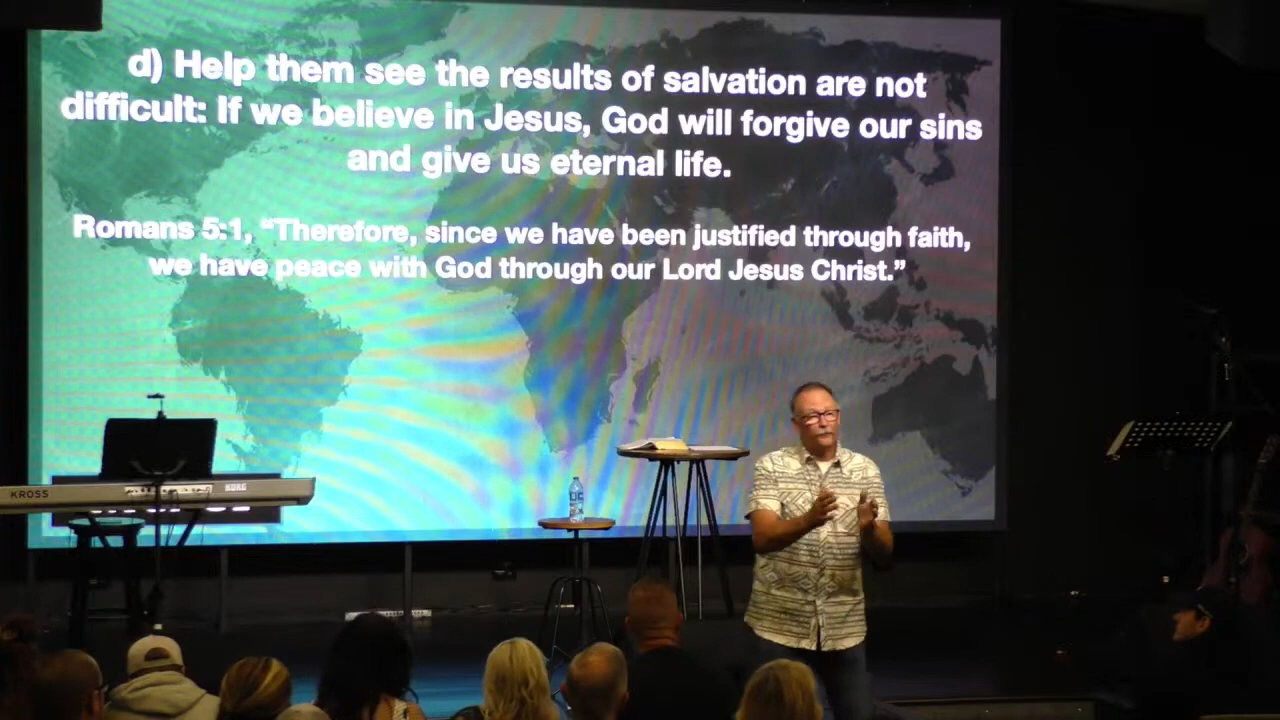 d) Help them see the results of salvation are not
difficult: If we believe in Jesus, God will forgive our sins
and give us eternal life.
Romans 5:1, “Therefore, since we have been justified through faith,
we have peace with God through our Lord Jesus Christ.”
KROSS
KORG